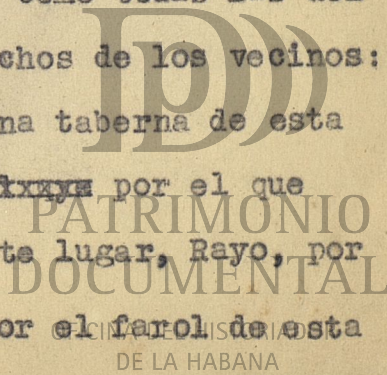 chos de los vecinos:
na taberna de esta
por el que
te lugar, Rayo, por
or el farol de esta
PATRIMONIO
DOCUMENTAL
OFICINA DEL HISTORIADOR
DE LA HABANA